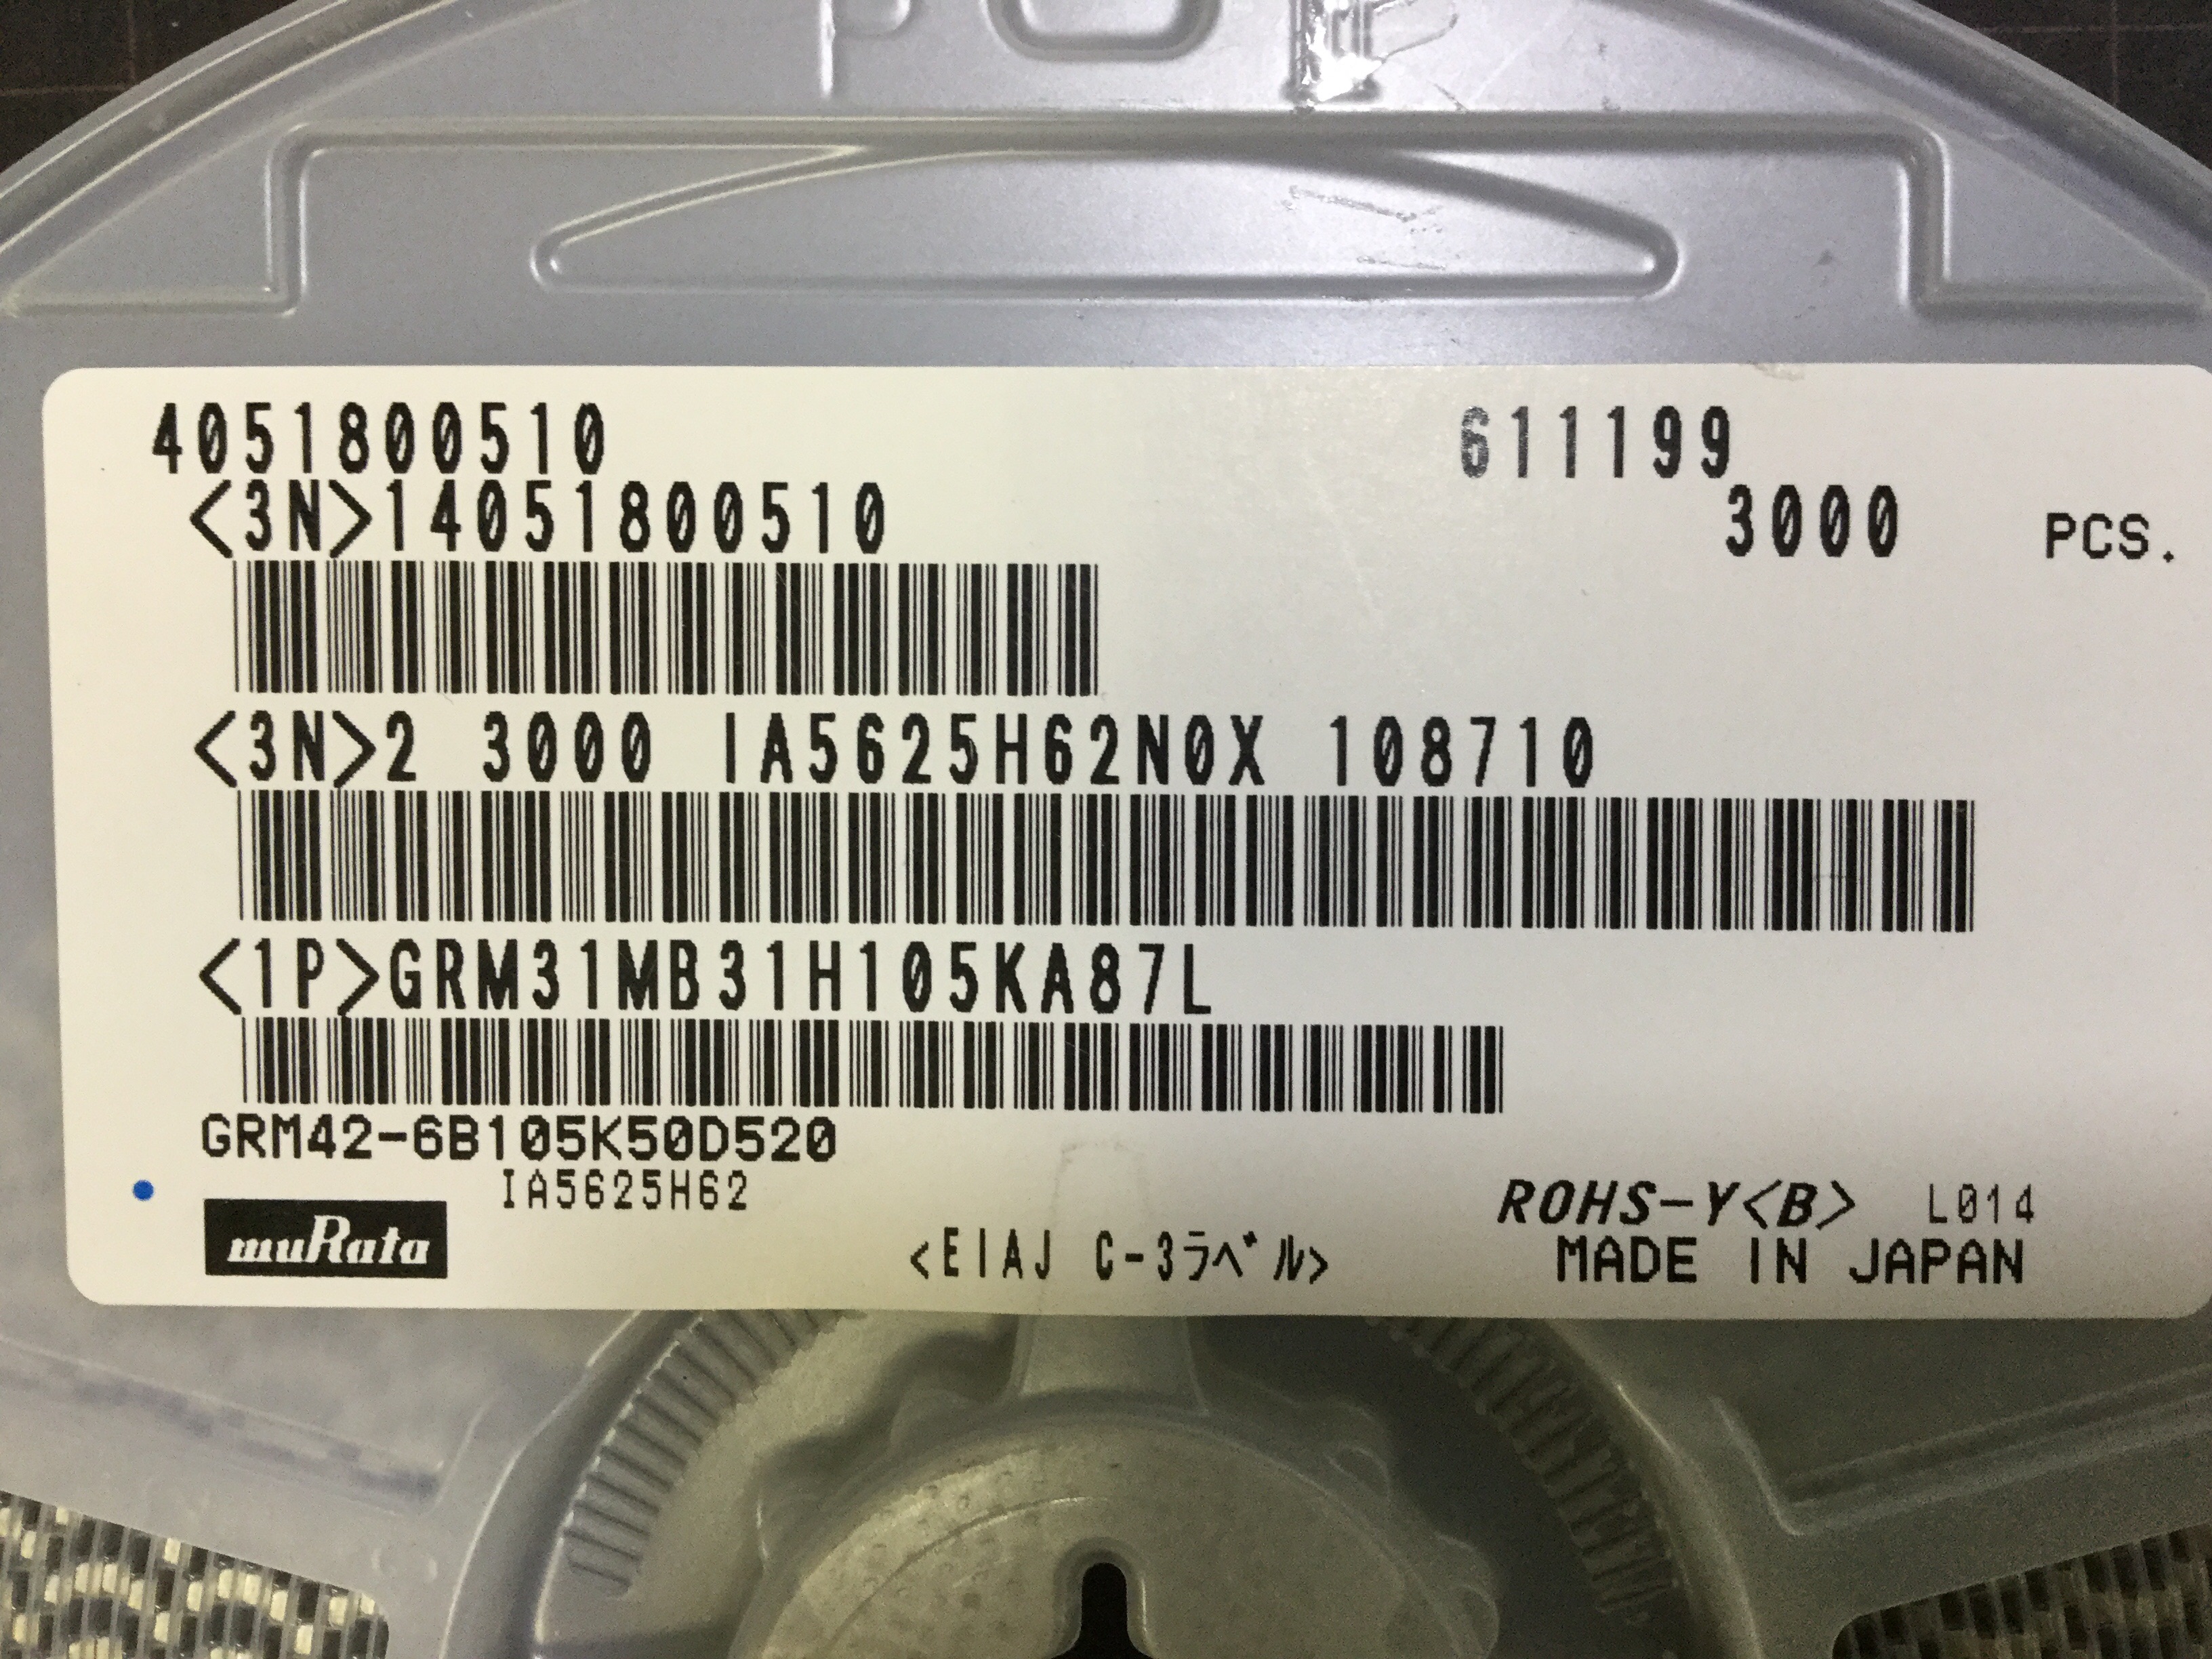 4051800510 611199
<3N>14051800510 3000 PCS.
<3N>2 3000 IA5625H62N0X 108710
<1P>GRM31MB31H105KA87L
GRM42-6B105K50D520
IA5625H62 ROHS-Y<B> L014
muRata <EIAJ C-3ラベル> MADE IN JAPAN